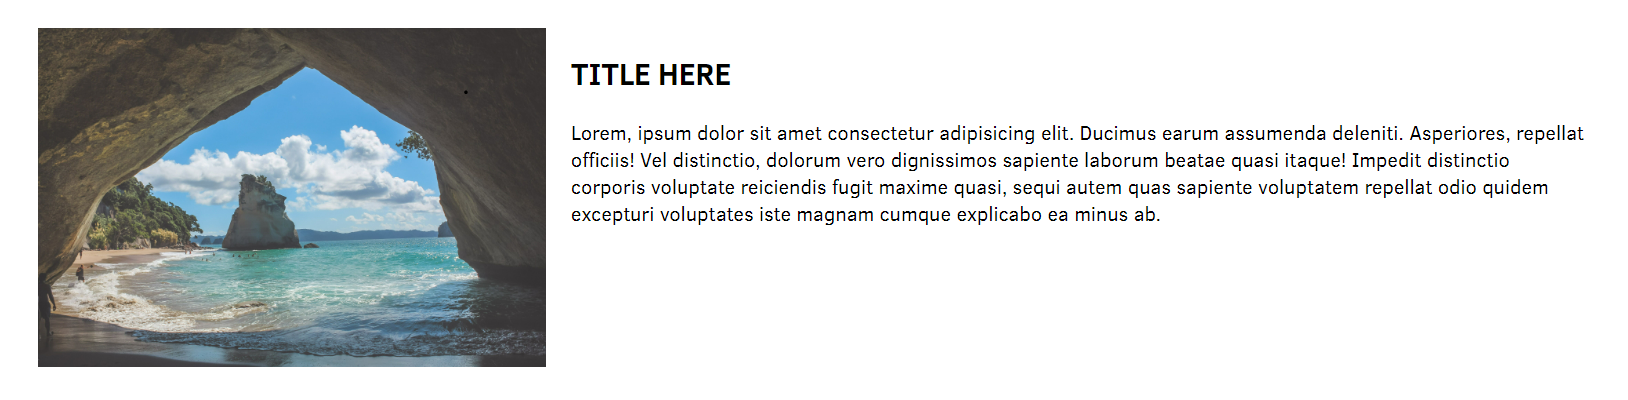 TITLE HERE
Lorem, ipsum dolor sit amet consectetur adipisicing elit. Ducimus earum assumenda deleniti. Asperiores, repellat
officiis! Vel distinctio, dolorum vero dignissimos sapiente laborum beatae quasi itaque! Impedit distinctio
corporis voluptate reiciendis fugit maxime quasi, sequi autem quas sapiente voluptatem repellat odio quidem
excepturi voluptates iste magnam cumque explicabo ea minus ab.